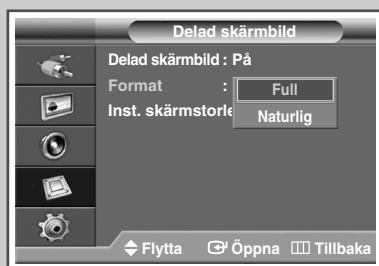 Delad skärmbild
Delad skärmbild : På
Format : Full
Inst. skärmstorle
Naturlig
Flytta Öppna Tillbaka